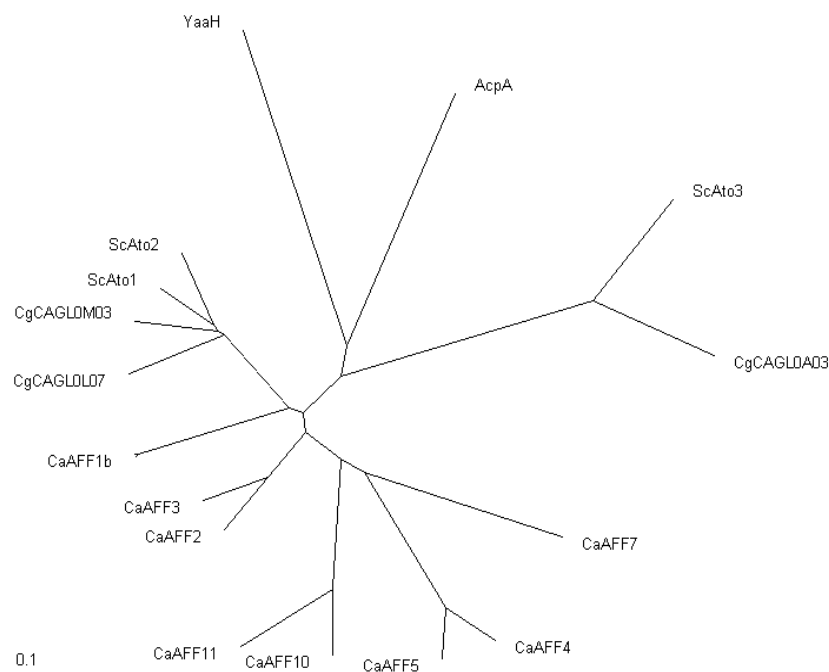 YaaH
AcpA
ScAto3
ScAto2
ScAto1
CgCAGL0M03
CgCAGL0A03
CgCAGL0L07
CaAFF1b
CaAFF3
CaAFF2
CaAFF7
CaAFF4
CaAFF11
CaAFF10
CaAFF5
0.1